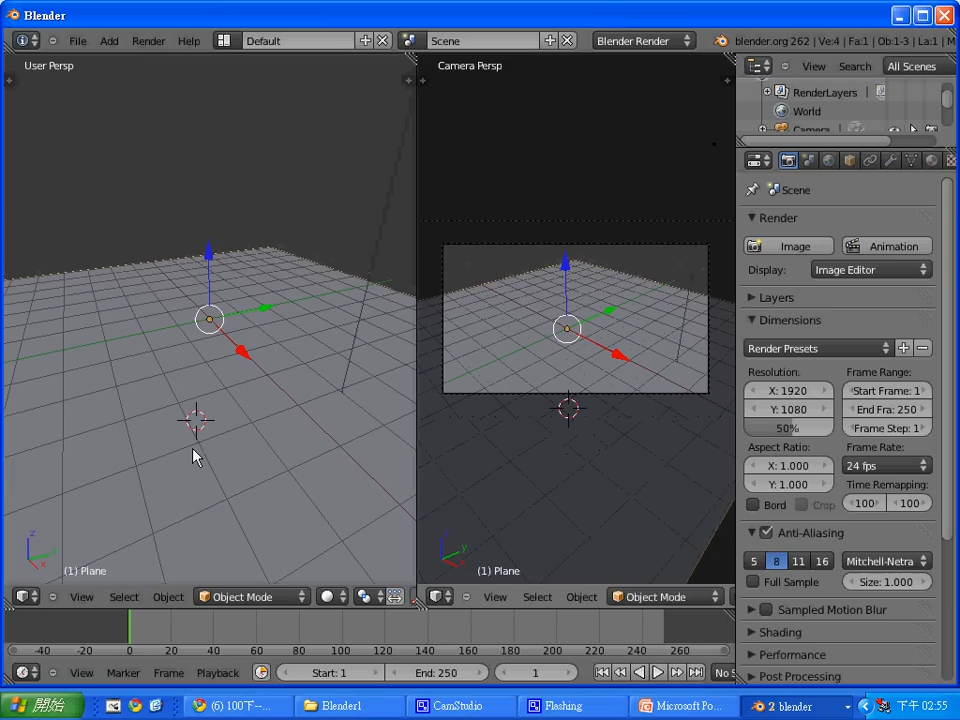 Blender
File Add Render Help Default Scene Blender Render blender.org 262 | Ve:4 | Fa:1 | Ob:1-3 | La:1 | M
User Persp
Camera Persp
View Search All Scenes
RenderLayers
World
Camera
Scene
Render
Image Animation
Display: Image Editor
Layers
Dimensions
Render Presets
Resolution: Frame Range:
X: 1920 Start Frame: 1
Y: 1080 End Fra: 250
50% Frame Step: 1
Aspect Ratio: Frame Rate:
X: 1.000 24 fps
Y: 1.000 Time Remapping:
Bord Crop 100 100
Anti-Aliasing
5 8 11 16 Mitchell-Netra
Full Sample Size: 1.000
Sampled Motion Blur
Shading
Performance
Post Processing
z
x
y
(1) Plane
y
(1) Plane
View Select Object Object Mode
View Select Object Object Mode
-40 -20 0 20 40 60 80 100 120 140 160 180 200 220 240 260
View Marker Frame Playback Start: 1 End: 250 1 No S
開始 (6) 100下--... Blender1 CamStudio Flashing Microsoft Po... 2 blender 下午 02:55